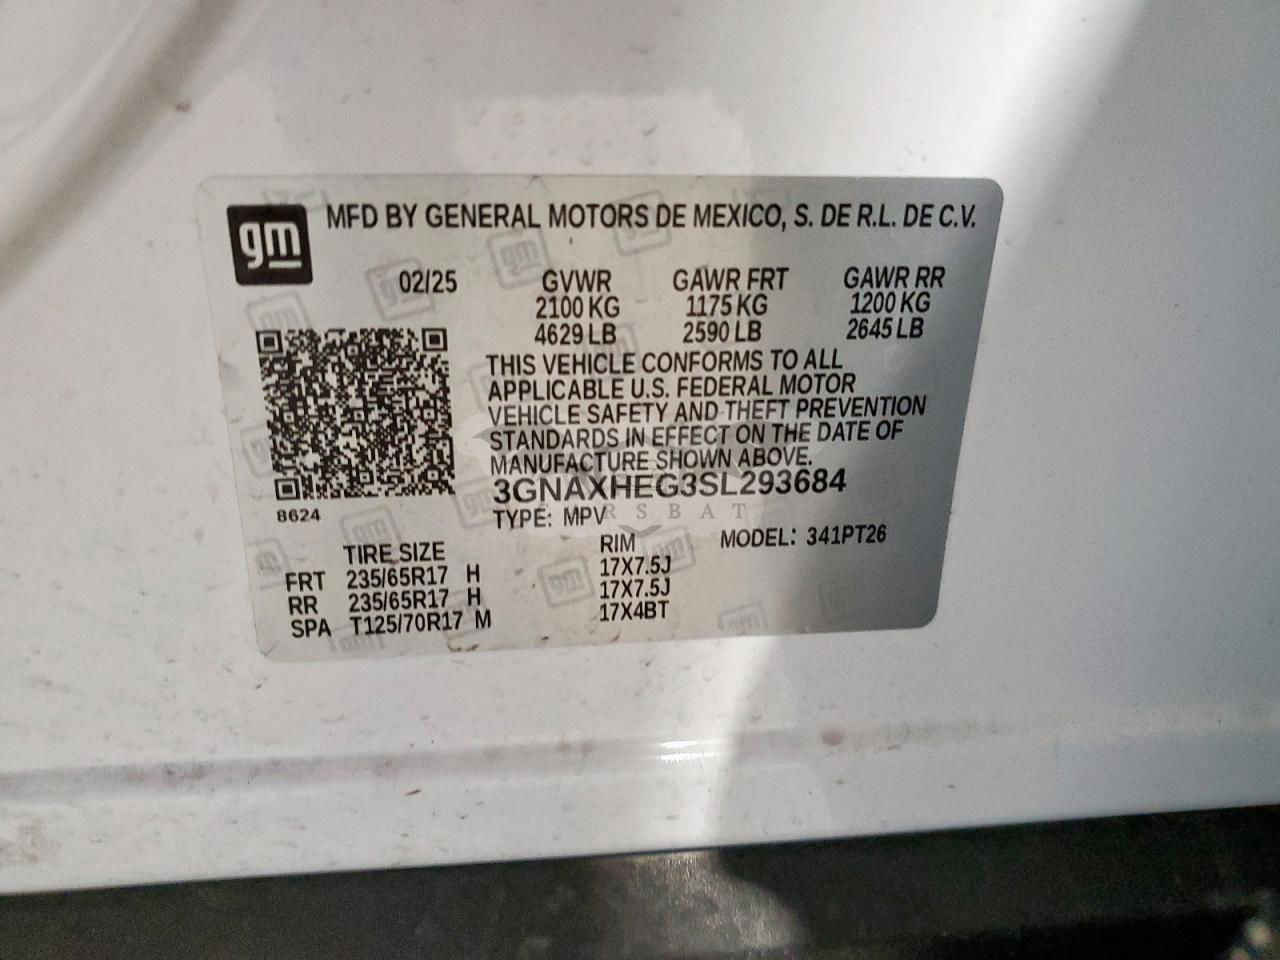 gm
MFD BY GENERAL MOTORS DE MEXICO, S. DE R.L. DE C.V.
02/25 GVWR GAWR FRT GAWR RR
2100 KG 1175 KG 1200 KG
4629 LB 2590 LB 2645 LB
THIS VEHICLE CONFORMS TO ALL
APPLICABLE U.S. FEDERAL MOTOR
VEHICLE SAFETY AND THEFT PREVENTION
STANDARDS IN EFFECT ON THE DATE OF
MANUFACTURE SHOWN ABOVE.
3GNAXHEG3SL293684
8624
TYPE: MPV
MODEL: 341PT26
TIRE SIZE RIM
FRT 235/65R17 H 17X7.5J
RR 235/65R17 H 17X7.5J
SPA T125/70R17 M 17X4BT